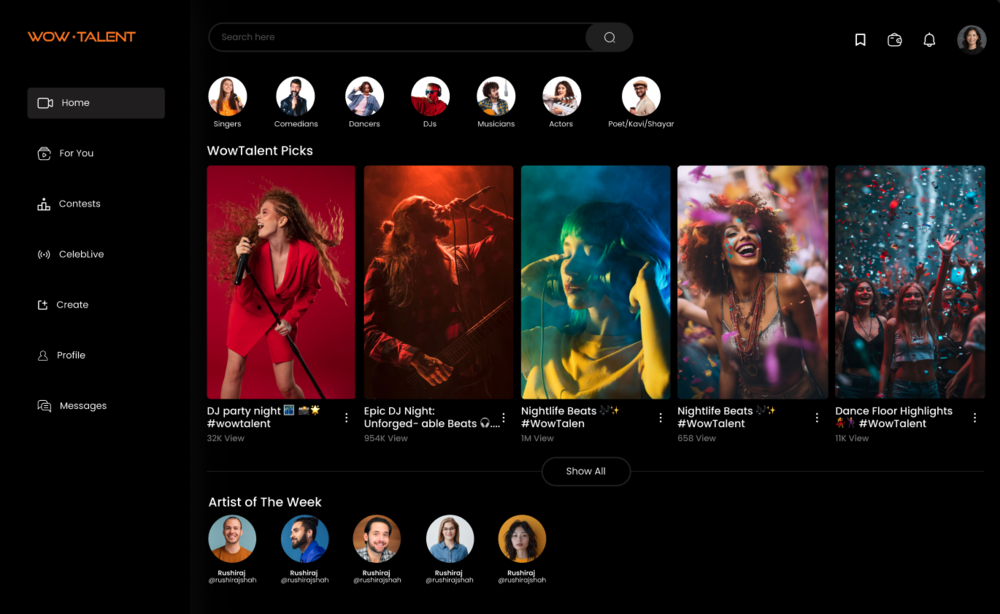 WOW·TALENT
Search here
Home
For You
Contests
CelebLive
Create
Profile
Messages
Singers
Comedians
Dancers
DJs
Musicians
Actors
Poet/Kavi/Shayar
WowTalent Picks
DJ party night 🌃 📸🌟
#wowtalent
32K View
Epic DJ Night:
Unforged- able Beats 🎧....
954K View
Nightlife Beats 🎶✨
#WowTalen
1M View
Nightlife Beats 🎶✨
#WowTalent
658 View
Dance Floor Highlights
💃🕺 #WowTalent
11K View
Show All
Artist of The Week
Rushiraj
@rushirajshah
Rushiraj
@rushirajshah
Rushiraj
@rushirajshah
Rushiraj
@rushirajshah
Rushiraj
@rushirajshah